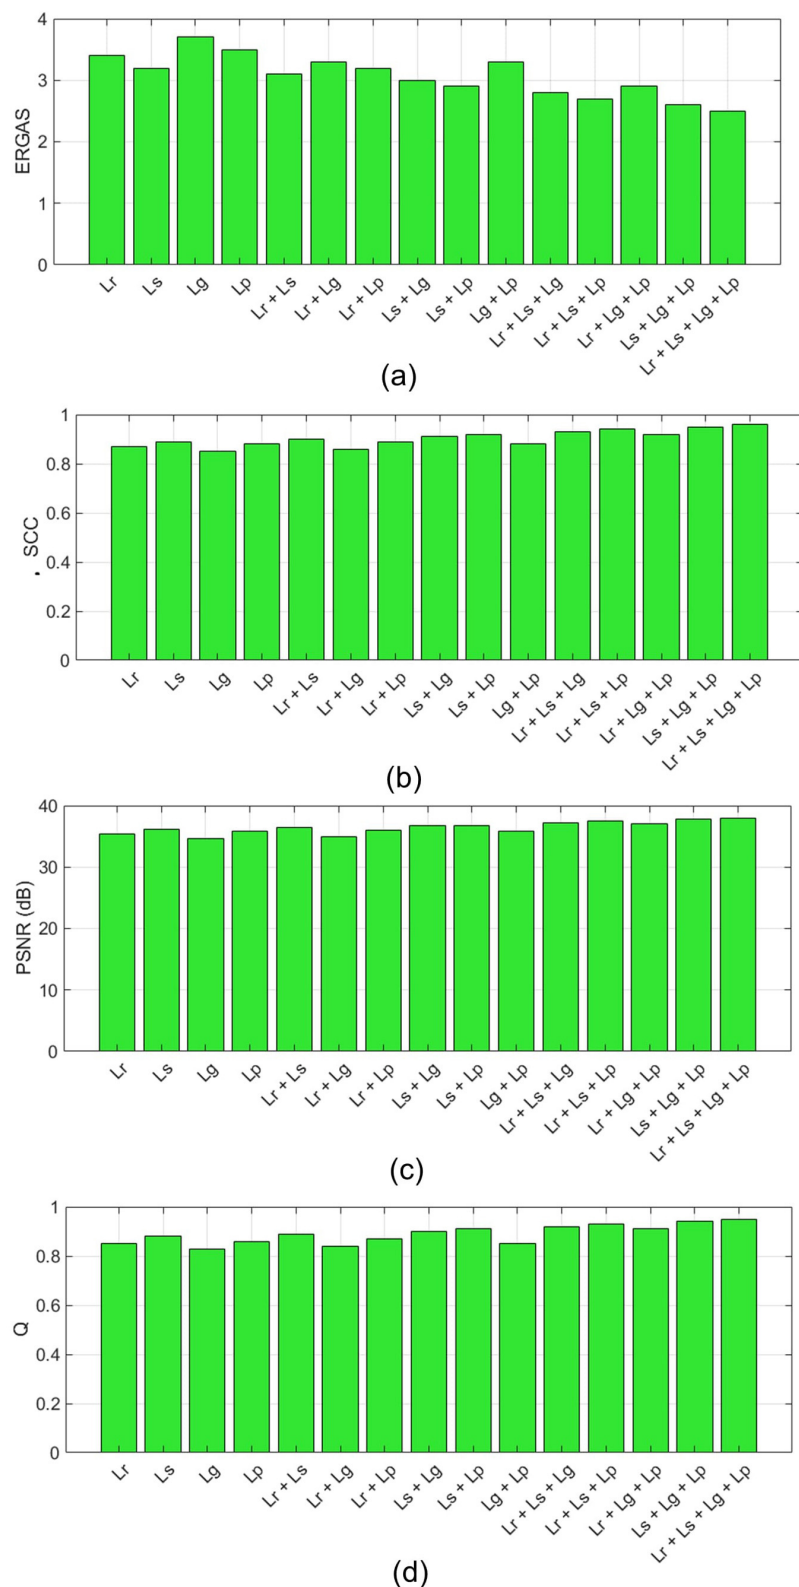 4
3
2
1
0
ERGAS
Lr
Ls
Lg
Lp
Lr + Ls
Lr + Lg
Lr + Lp
Ls + Lg
Ls + Lp
Lg + Lp
Lr + Ls + Lg
Lr + Ls + Lp
Lr + Lg + Lp
Ls + Lg + Lp
Lr + Ls + Lg + Lp
(a)
1
0.8
0.6
0.4
0.2
0
, SCC
Lr
Ls
Lg
Lp
Lr + Ls
Lr + Lg
Lr + Lp
Ls + Lg
Ls + Lp
Lg + Lp
Lr + Ls + Lg
Lr + Ls + Lp
Lr + Lg + Lp
Ls + Lg + Lp
Lr + Ls + Lg + Lp
(b)
40
30
20
10
0
PSNR (dB)
Lr
Ls
Lg
Lp
Lr + Ls
Lr + Lg
Lr + Lp
Ls + Lg
Ls + Lp
Lg + Lp
Lr + Ls + Lg
Lr + Ls + Lp
Lr + Lg + Lp
Ls + Lg + Lp
Lr + Ls + Lg + Lp
(c)
1
0.8
0.6
0.4
0.2
0
Q
Lr
Ls
Lg
Lp
Lr + Ls
Lr + Lg
Lr + Lp
Ls + Lg
Ls + Lp
Lg + Lp
Lr + Ls + Lg
Lr + Ls + Lp
Lr + Lg + Lp
Ls + Lg + Lp
Lr + Ls + Lg + Lp
(d)